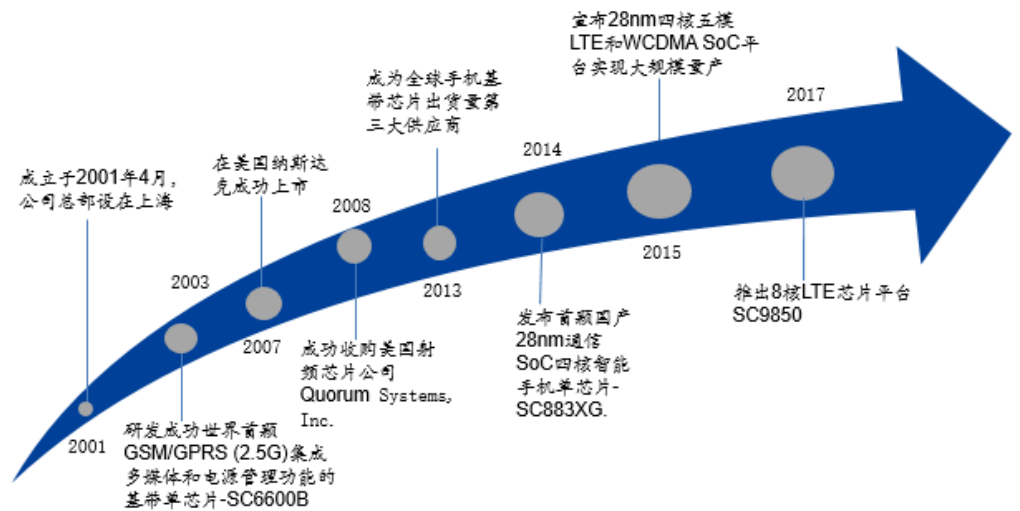 成立于2001年4月，
公司总部设在上海
2001
2003
研发成功世界首颗
GSM/GPRS (2.5G)集成
多媒体和电源管理功能的
基带单芯片-SC6600B
在美国纳斯达
克成功上市
2007
2008
成功收购美国射
频芯片公司
Quorum Systems,
Inc.
成为全球手机基
带芯片出货量第
三大供应商
2013
2014
发布首颗国产
28nm通信
SoC四核智能
手机单芯片-
SC883XG.
宣布28nm四核五模
LTE和WCDMA SoC平
台实现大规模量产
2015
2017
推出8核LTE芯片平台
SC9850